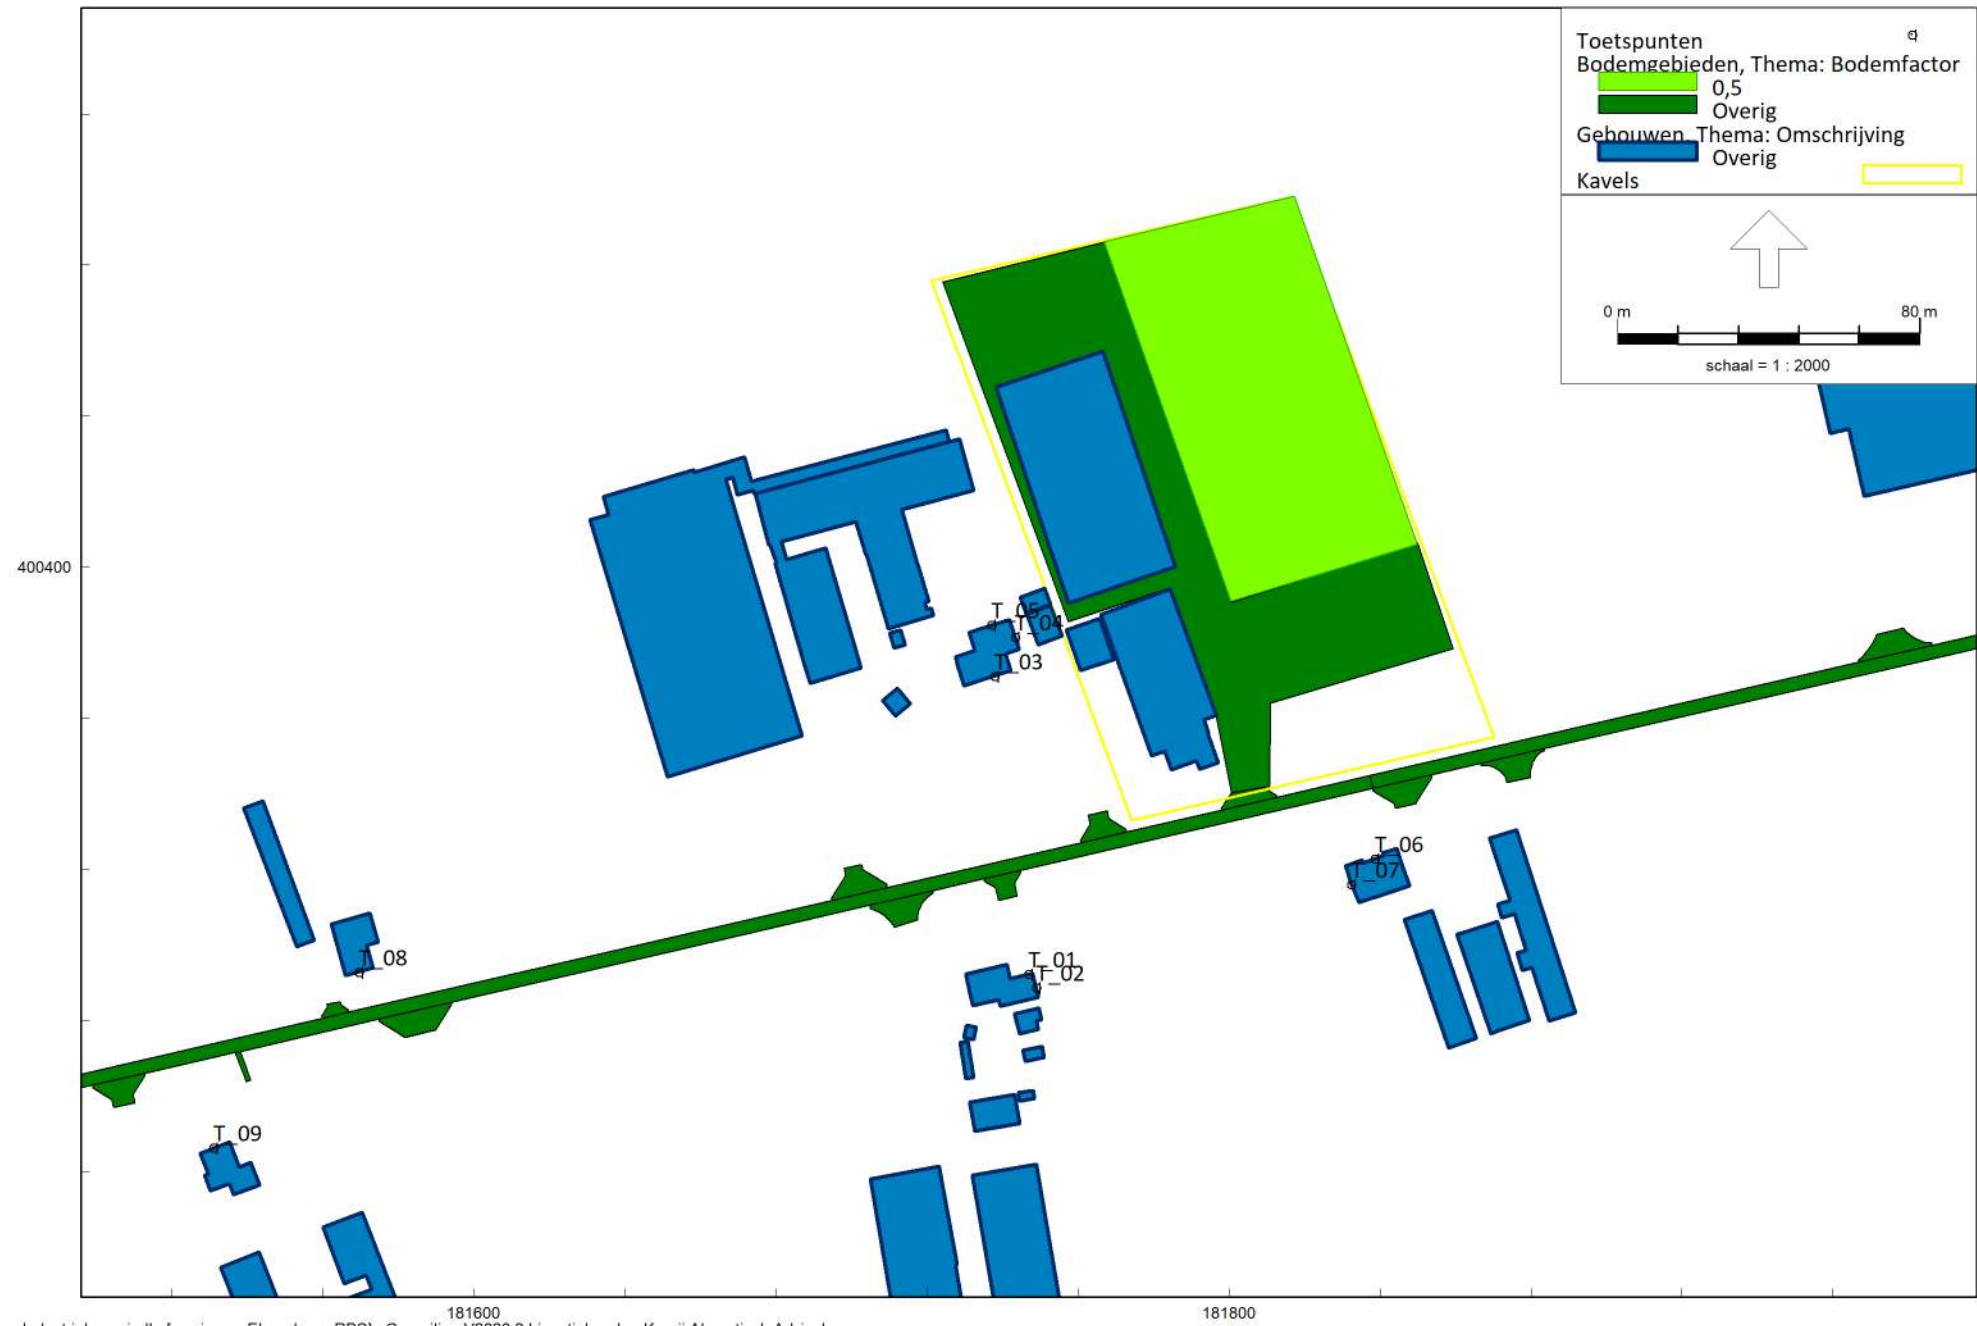 Toetspunten
Bodemgebieden, Thema: Bodemfactor
0,5
Overig
Gebouwen, Thema: Omschrijving
Overig
Kavels
0 m 80 m
schaal = 1 : 2000
400400
T_05
T_04
T_03
T_06
T_07
T_08
T_01
T_02
T_09
181600 181800